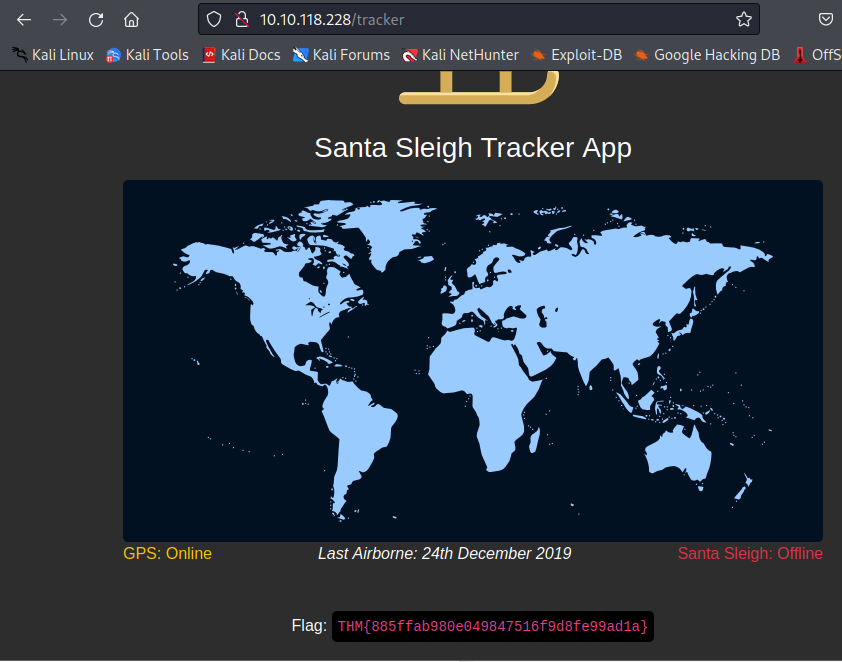 10.10.118.228/tracker
Kali Linux Kali Tools Kali Docs Kali Forums Kali NetHunter Exploit-DB Google Hacking DB OffS
Santa Sleigh Tracker App
GPS: Online Last Airborne: 24th December 2019 Santa Sleigh: Offline
Flag: THM{885ffab980e049847516f9d8fe99ad1a}